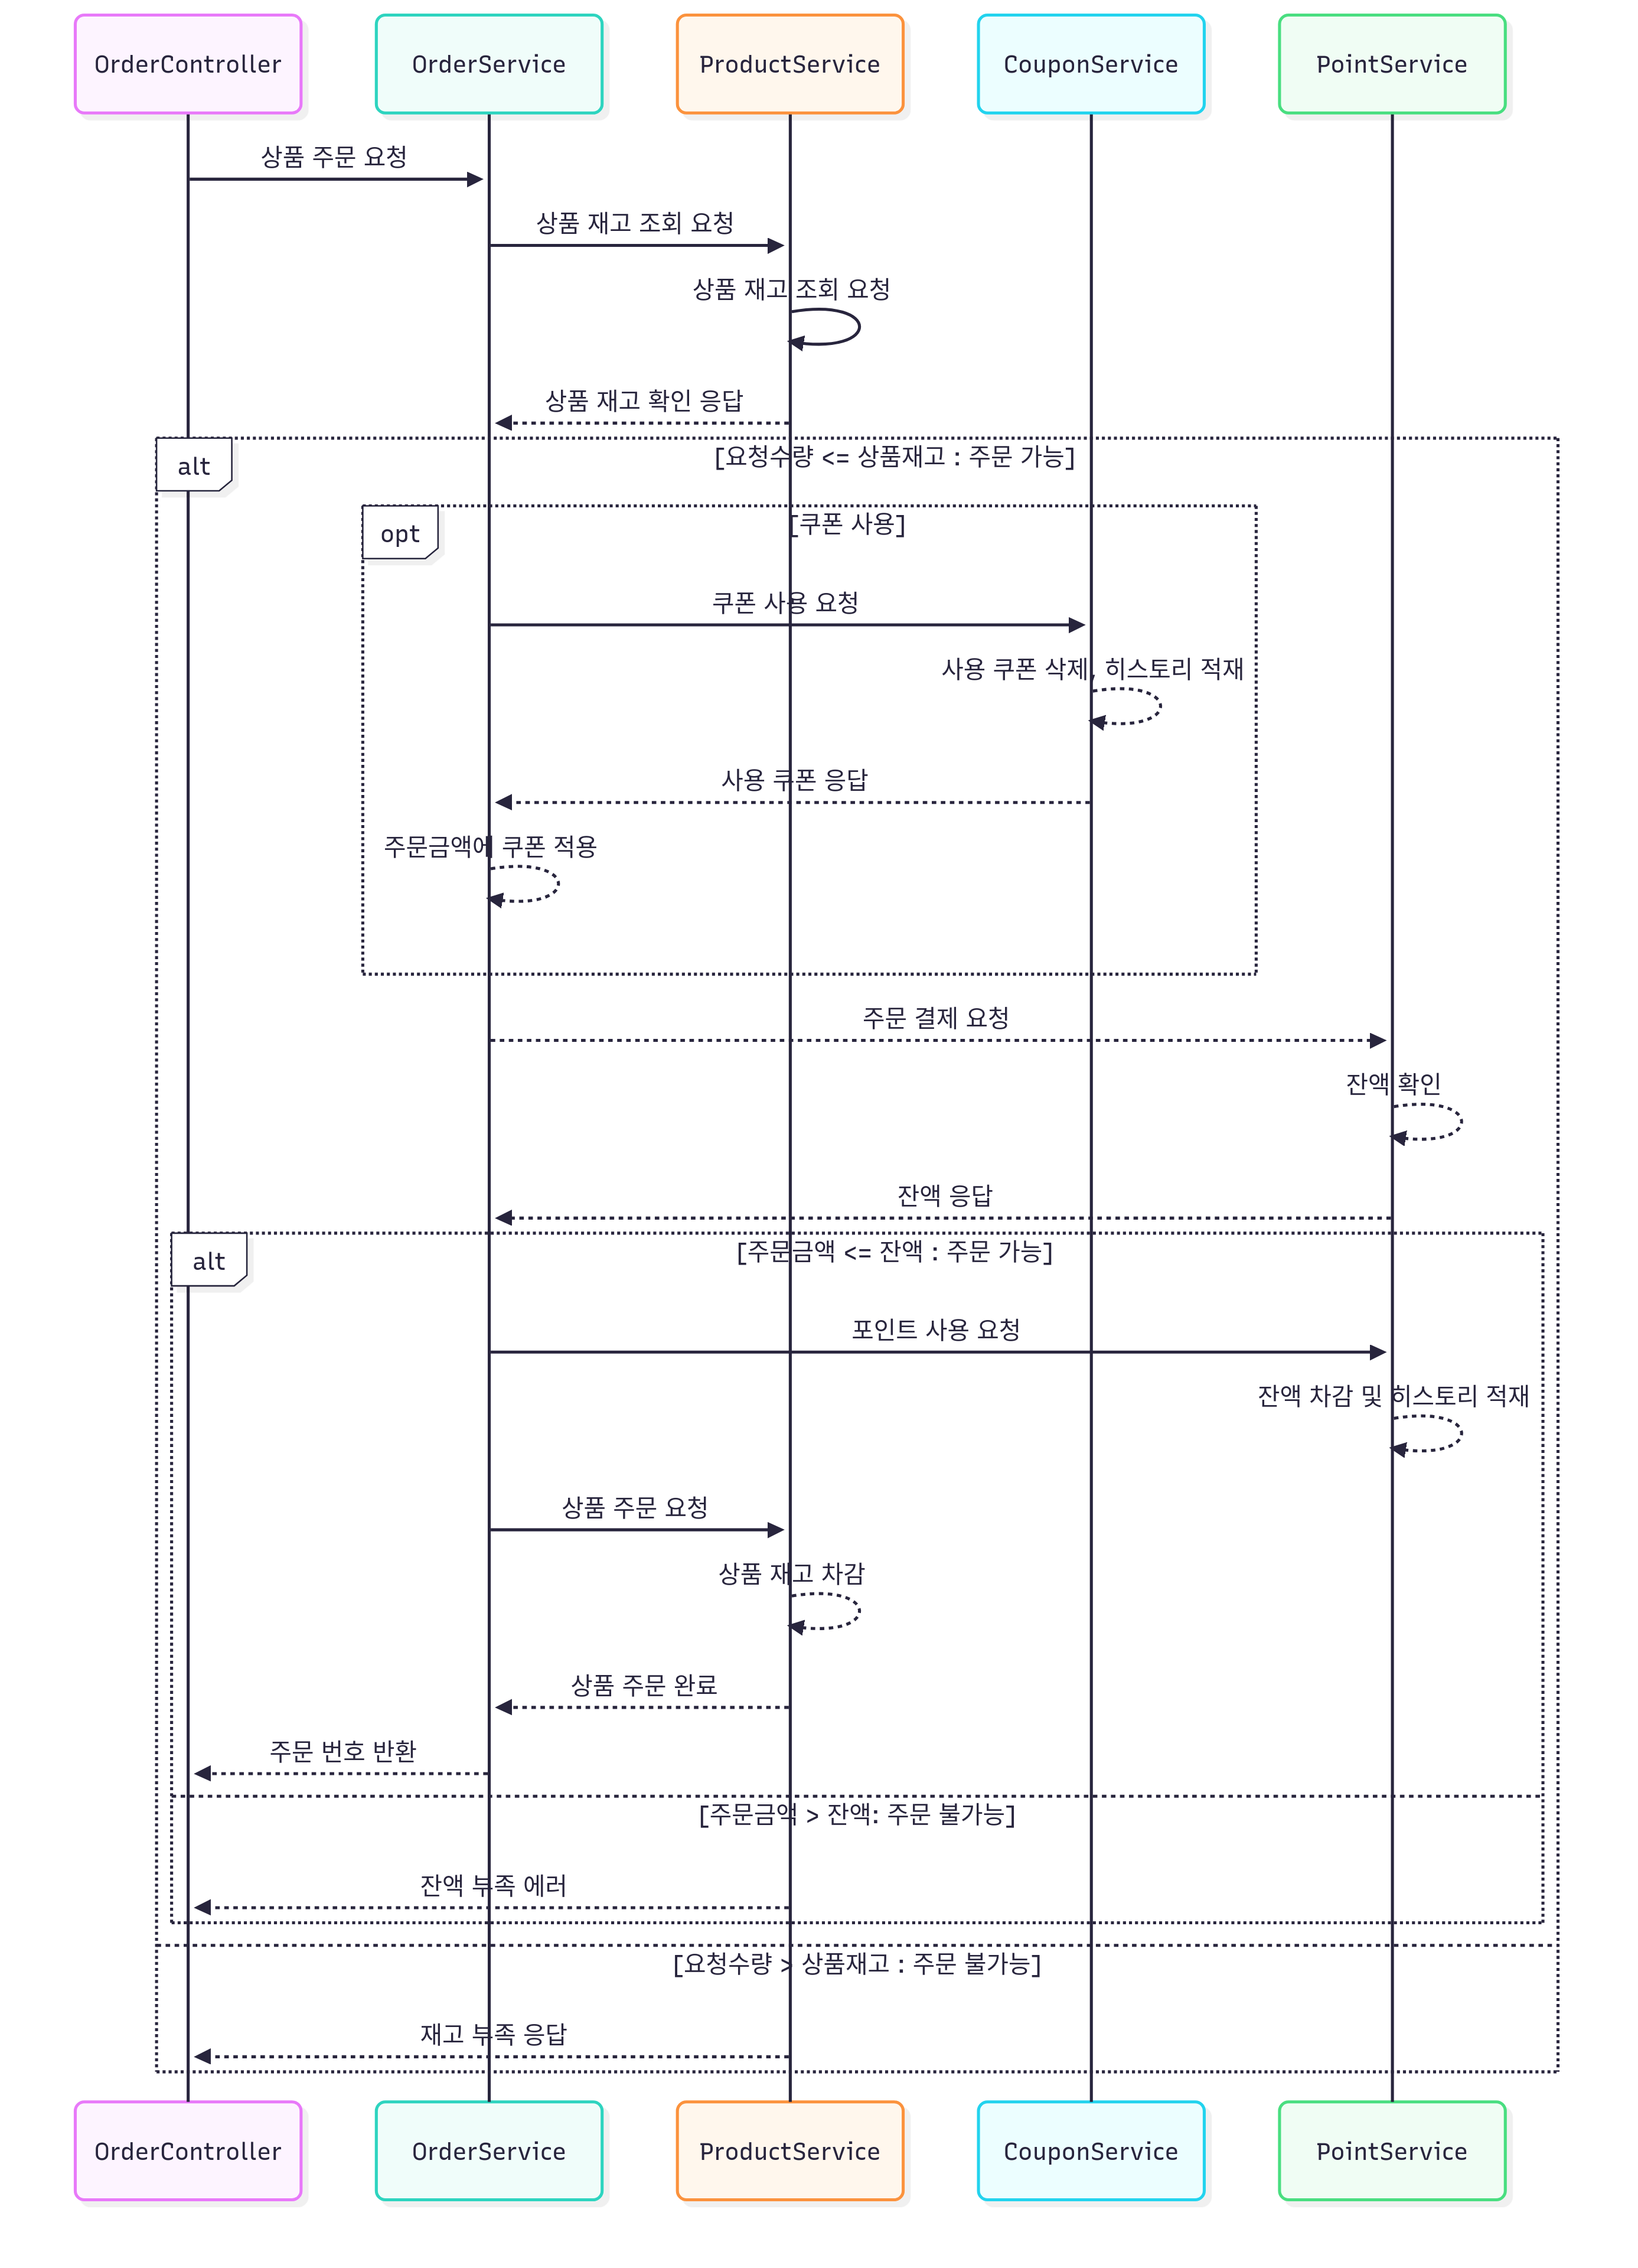 OrderController
OrderService
ProductService
CouponService
PointService
상품 주문 요청
상품 재고 조회 요청
상품 재고 조회 요청
상품 재고 확인 응답
alt
[요청수량 <= 상품재고 : 주문 가능]
opt
[쿠폰 사용]
쿠폰 사용 요청
사용 쿠폰 삭제, 히스토리 적재
사용 쿠폰 응답
주문금액에 쿠폰 적용
주문 결제 요청
잔액 확인
잔액 응답
alt
[주문금액 <= 잔액 : 주문 가능]
포인트 사용 요청
잔액 차감 및 히스토리 적재
상품 주문 요청
상품 재고 차감
상품 주문 완료
주문 번호 반환
[주문금액 > 잔액: 주문 불가능]
잔액 부족 에러
[요청수량 > 상품재고 : 주문 불가능]
재고 부족 응답
OrderController
OrderService
ProductService
CouponService
PointService